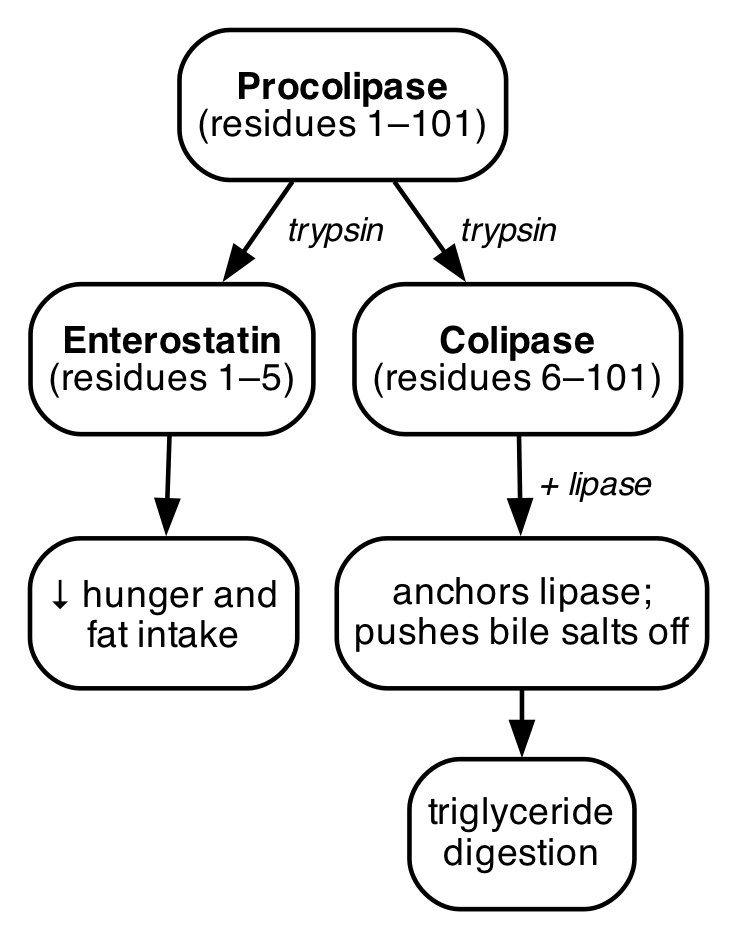 Procolipase
(residues 1–101)
trypsin
trypsin
Enterostatin
(residues 1–5)
Colipase
(residues 6–101)
+ lipase
↓ hunger and
fat intake
anchors lipase;
pushes bile salts off
triglyceride
digestion